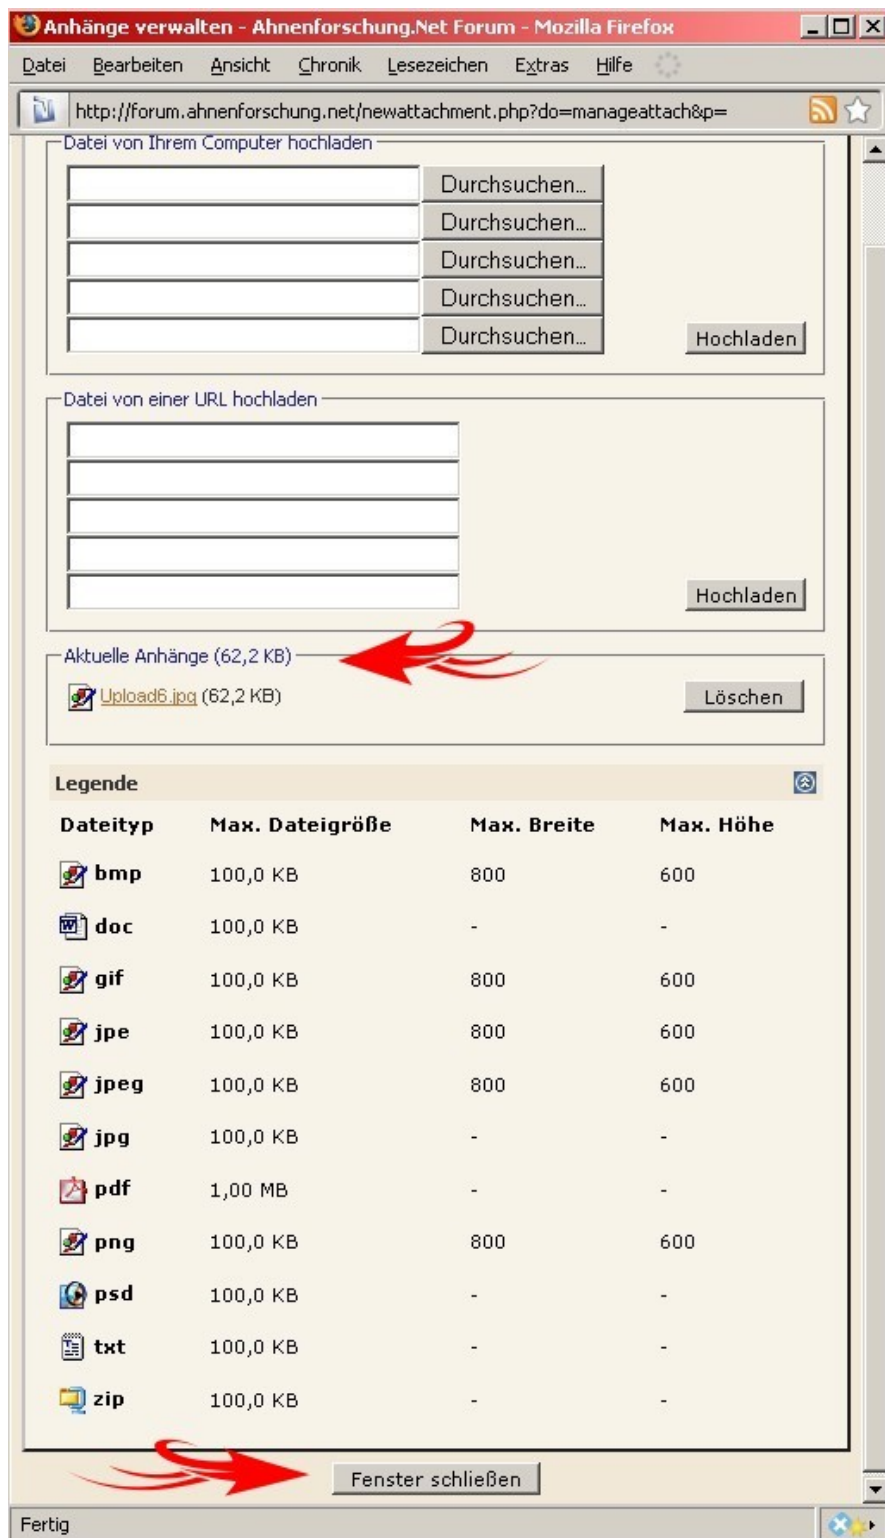 Anhänge verwalten - Ahnenforschung.Net Forum - Mozilla Firefox
Datei Bearbeiten Ansicht Chronik Lesezeichen Extras Hilfe
http://forum.ahnenforschung.net/newattachment.php?do=manageattach&p=
Datei von Ihrem Computer hochladen
Durchsuchen...
Durchsuchen...
Durchsuchen...
Durchsuchen...
Durchsuchen... Hochladen
Datei von einer URL hochladen
Hochladen
Aktuelle Anhänge (62,2 KB)
Upload6.jpg (62,2 KB) Löschen
Legende
Dateityp Max. Dateigröße Max. Breite Max. Höhe
bmp 100,0 KB 800 600
doc 100,0 KB - -
gif 100,0 KB 800 600
jpe 100,0 KB 800 600
jpeg 100,0 KB 800 600
jpg 100,0 KB - -
pdf 1,00 MB - -
png 100,0 KB 800 600
psd 100,0 KB - -
txt 100,0 KB - -
zip 100,0 KB - -
Fenster schließen
Fertig